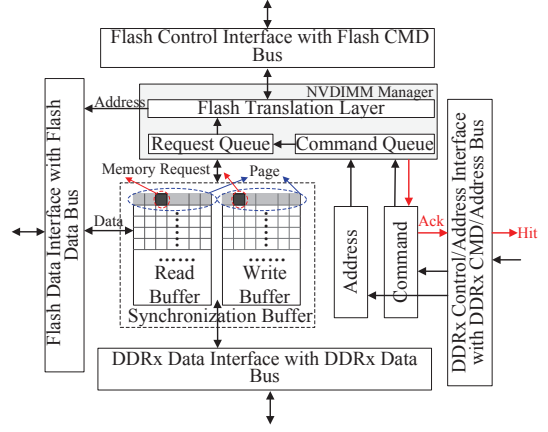 Flash Control Interface with Flash CMD
Bus
NVDIMM Manager
Address
Flash Translation Layer
Request Queue
Command Queue
Memory Request
Page
Flash Data Interface with Flash
Data Bus
Data
Read
Buffer
Write
Buffer
Synchronization Buffer
Address
Command
Ack
Hit
DDRx Control/Address Interface
with DDRx CMD/Address Bus
DDRx Data Interface with DDRx Data
Bus